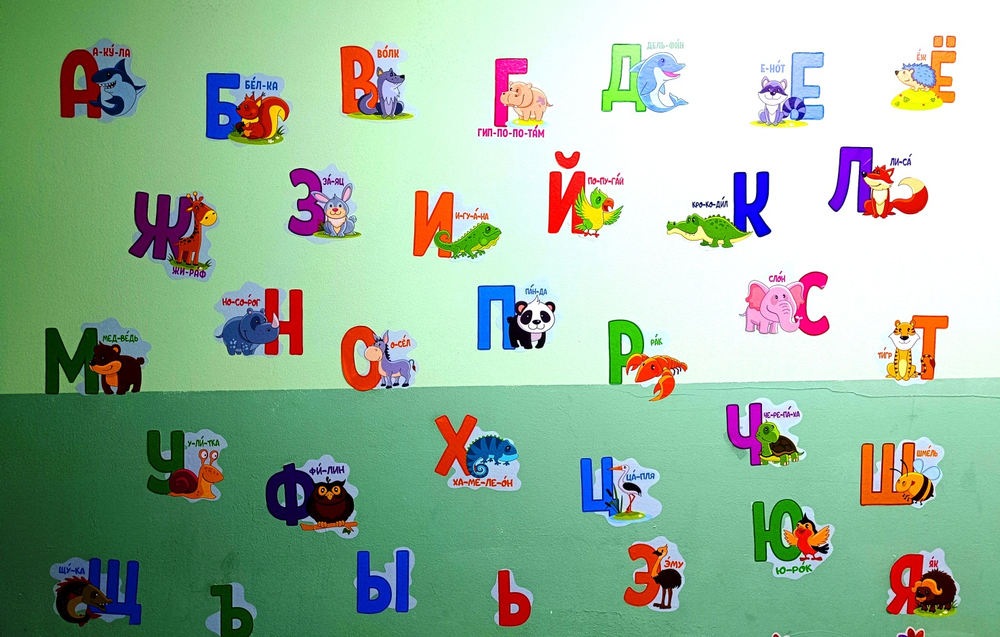 А
А-КУ́-ЛА
Б
БЕ́Л-КА
В
ВО́ЛК
Г
ГИП-ПО-ПО-ТА́М
Д
ДЕЛЬ-ФИ́Н
Е
Е-НО́Т
Ё
ЁЖ
Ж
ЖИ-РА́Ф
З
ЗА́-ЯЦ
И
И-ГУ-А́-НА
Й
ПО-ПУ-ГА́Й
К
КРО-КО-ДИ́Л
Л
ЛИ-СА́
М
МЕД-ВЕ́ДЬ
Н
НО-СО-РО́Г
О
О-СЁЛ
П
ПА́Н-ДА
Р
РА́К
С
СЛО́Н
Т
ТИ́ГР
У
У-ЛИ́-ТКА
Ф
ФИ́-ЛИН
Х
ХА-МЕ-ЛЕ-О́Н
Ц
ЦА́-ПЛЯ
Ч
ЧЕ-РЕ-ПА́-ХА
Ш
ШМЕ́ЛЬ
Щ
ЩУ́-КА
Ъ
Ы
Ь
Э
Э́МУ
Ю
Ю-РО́К
Я
Я́К